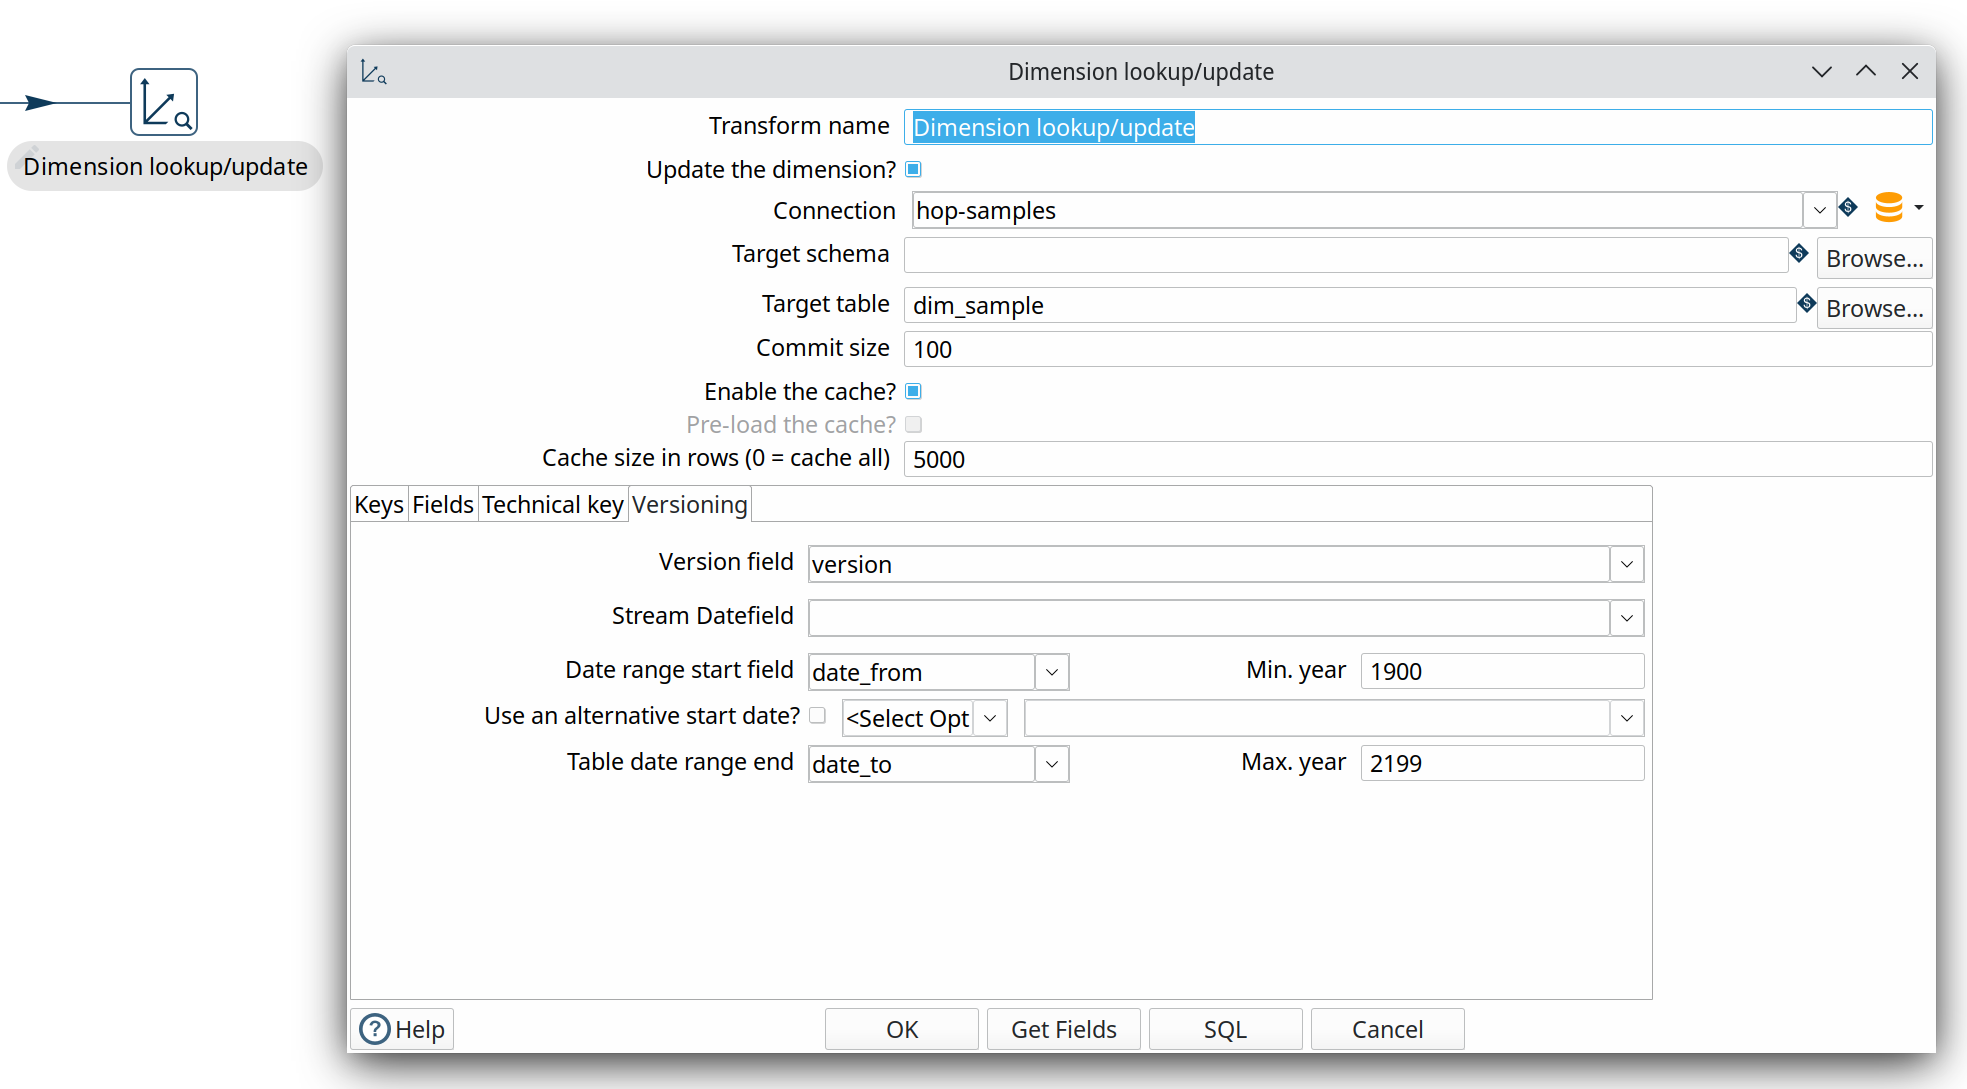 Dimension lookup/update
Dimension lookup/update
Transform name Dimension lookup/update
Update the dimension?
Connection hop-samples
Target schema Browse...
Target table dim_sample Browse...
Commit size 100
Enable the cache?
Pre-load the cache?
Cache size in rows (0 = cache all) 5000
Keys Fields Technical key Versioning
Version field version
Stream Datefield
Date range start field date_from Min. year 1900
Use an alternative start date? <Select Opt
Table date range end date_to Max. year 2199
? Help OK Get Fields SQL Cancel